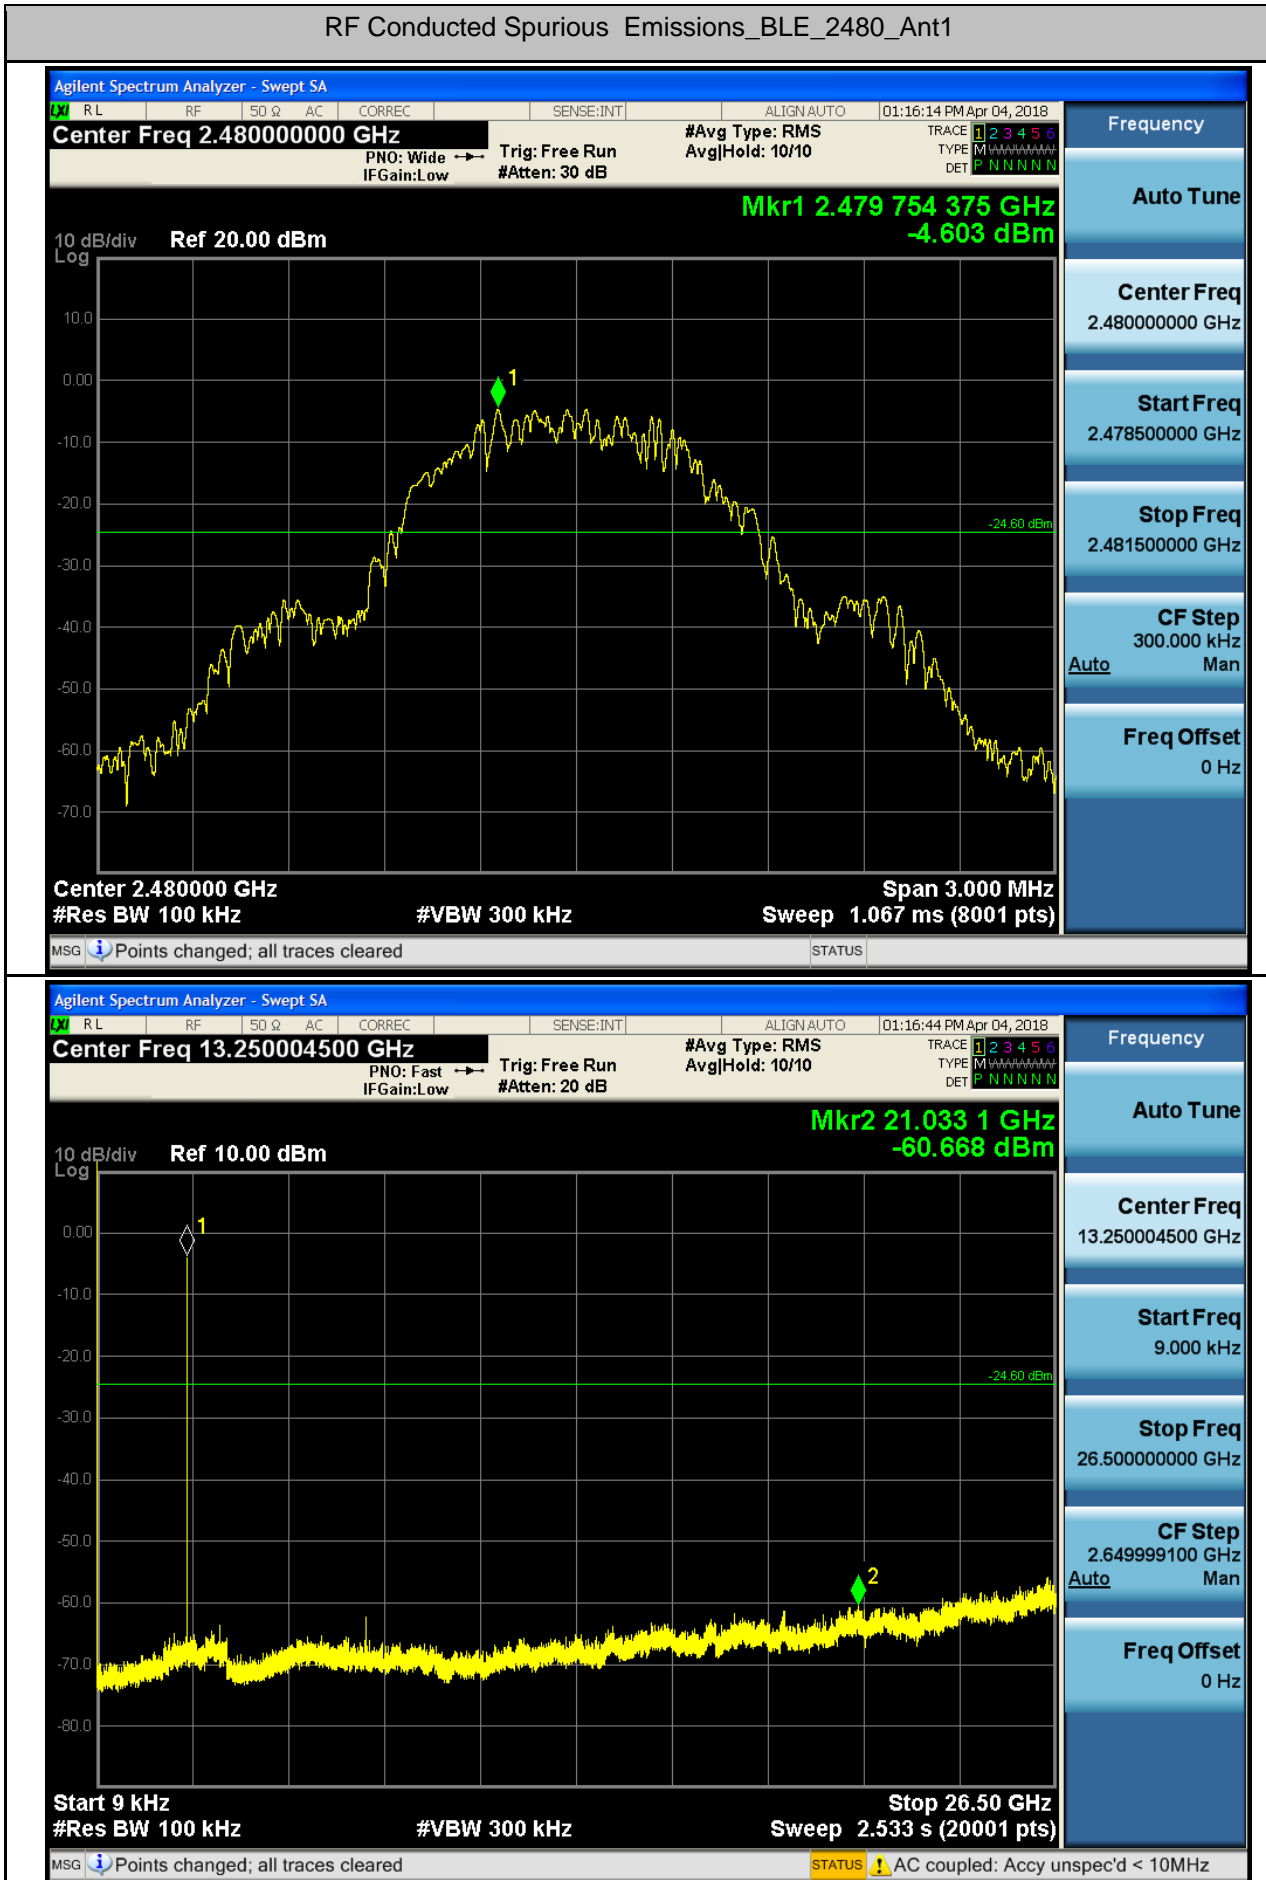 RF Conducted Spurious Emissions_BLE_2480_Ant1
Agilent Spectrum Analyzer - Swept SA
LXI RL RF 50 Ω AC CORREC SENSE:INT ALIGN AUTO 01:16:14 PM Apr 04, 2018
Center Freq 2.480000000 GHz
PNO: Wide
IFGain:Low
Trig: Free Run
#Atten: 30 dB
#Avg Type: RMS
Avg|Hold: 10/10
TRACE 1 2 3 4 5 6
TYPE M
DET P N N N N N
Mkr1 2.479 754 375 GHz
-4.603 dBm
10 dB/div Ref 20.00 dBm
Log
10.0
0.00
-10.0
-20.0
-30.0
-40.0
-50.0
-60.0
-70.0
1
-24.60 dBm
Center 2.480000 GHz Span 3.000 MHz
#Res BW 100 kHz #VBW 300 kHz Sweep 1.067 ms (8001 pts)
MSG Points changed; all traces cleared STATUS
Frequency
Auto Tune
Center Freq
2.480000000 GHz
Start Freq
2.478500000 GHz
Stop Freq
2.481500000 GHz
CF Step
300.000 kHz
Auto Man
Freq Offset
0 Hz
Agilent Spectrum Analyzer - Swept SA
LXI RL RF 50 Ω AC CORREC SENSE:INT ALIGN AUTO 01:16:44 PM Apr 04, 2018
Center Freq 13.250004500 GHz
PNO: Fast
IFGain:Low
Trig: Free Run
#Atten: 20 dB
#Avg Type: RMS
Avg|Hold: 10/10
TRACE 1 2 3 4 5 6
TYPE M
DET P N N N N N
Mkr2 21.033 1 GHz
-60.668 dBm
10 dB/div Ref 10.00 dBm
Log
0.00
-10.0
-20.0
-30.0
-40.0
-50.0
-60.0
-70.0
-80.0
1
-24.60 dBm
2
Start 9 kHz Stop 26.50 GHz
#Res BW 100 kHz #VBW 300 kHz Sweep 2.533 s (20001 pts)
MSG Points changed; all traces cleared STATUS AC coupled: Accy unspec'd < 10MHz
Frequency
Auto Tune
Center Freq
13.250004500 GHz
Start Freq
9.000 kHz
Stop Freq
26.500000000 GHz
CF Step
2.649999100 GHz
Auto Man
Freq Offset
0 Hz